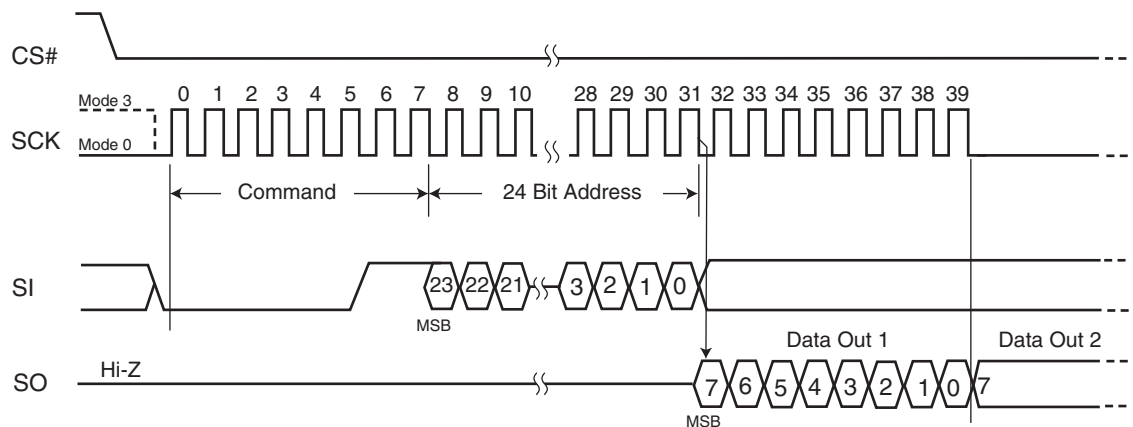 CS#
Mode 3
SCK
Mode 0
0 1 2 3 4 5 6 7 8 9 10 28 29 30 31 32 33 34 35 36 37 38 39
Command
24 Bit Address
SI
23 22 21 3 2 1 0
MSB
Data Out 1
Data Out 2
Hi-Z
SO
7 6 5 4 3 2 1 0 7
MSB